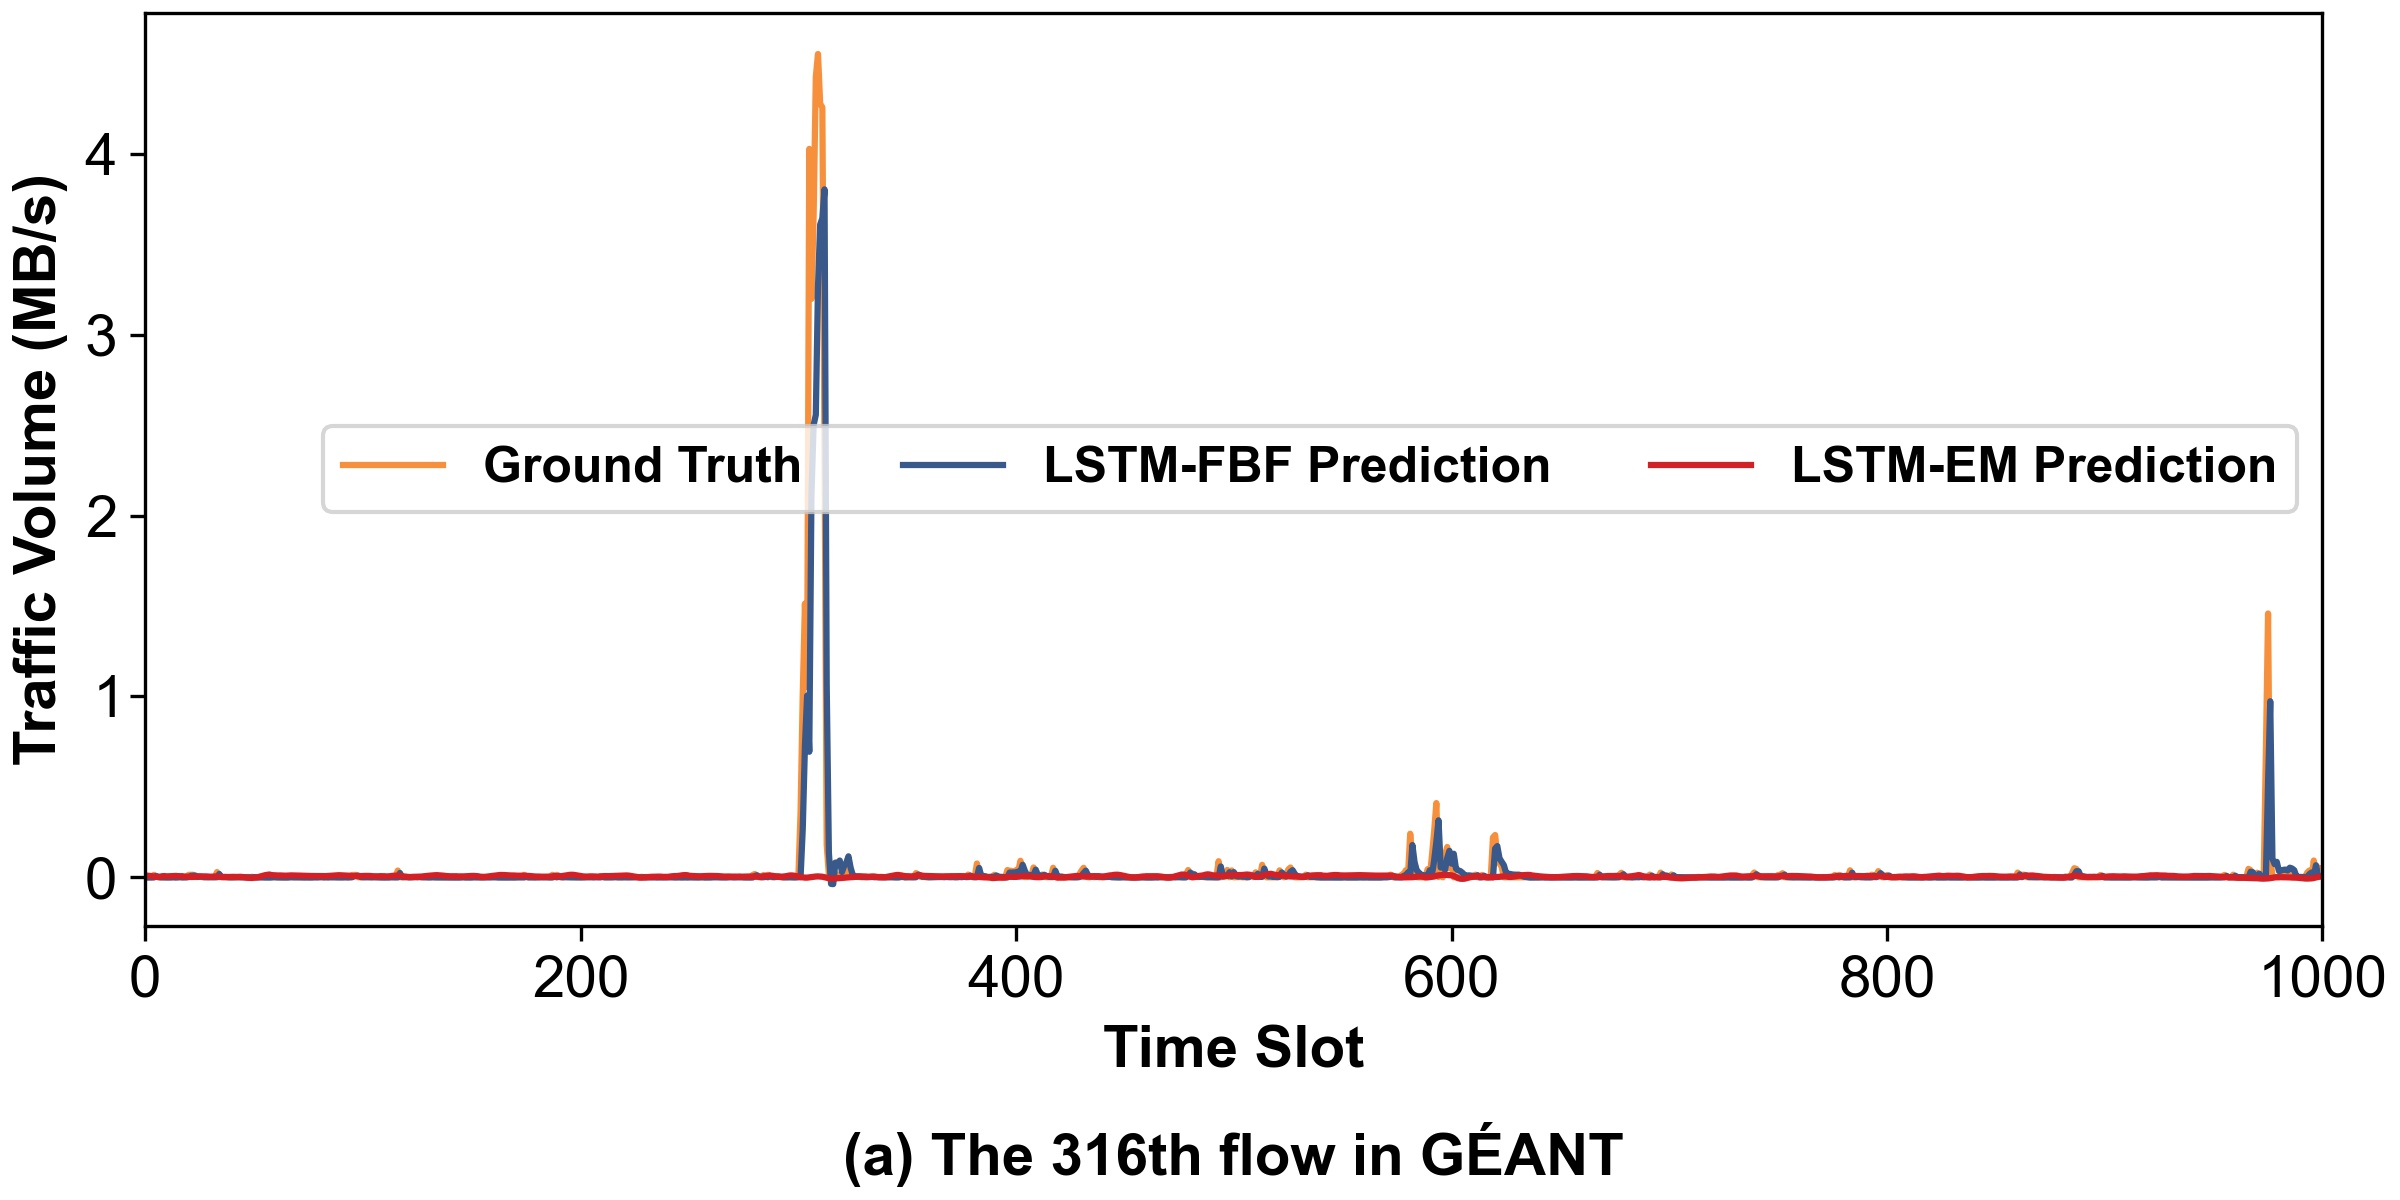 Traffic Volume (MB/s)
4
3
2
1
0
Ground Truth LSTM-FBF Prediction LSTM-EM Prediction
0 200 400 600 800 1000
Time Slot
(a) The 316th flow in GÉANT